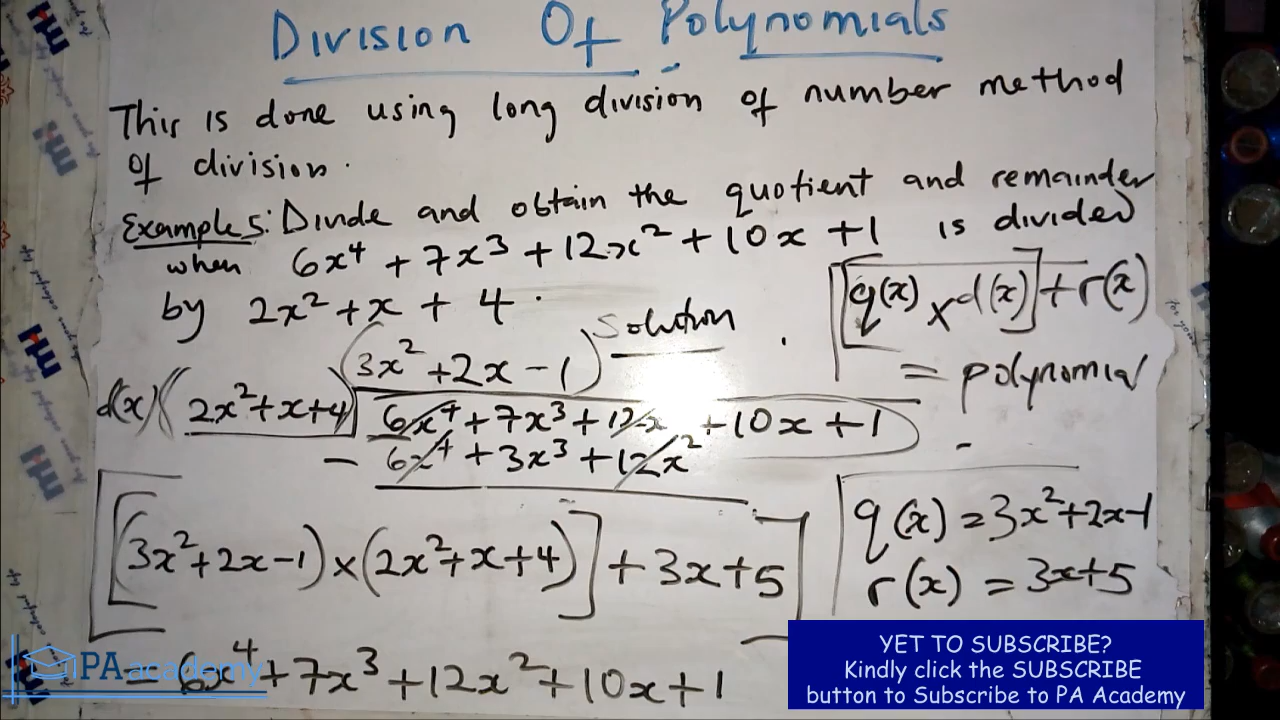 Division Of Polynomials
This is done using long division of number method
of division.
Example 5: Divide and obtain the quotient and remainder
when 6x⁴ + 7x³ + 12x² + 10x + 1 is divided
by 2x² + x + 4.
Solution
[q(x) x d(x)] + r(x)
= polynomial
(3x² + 2x - 1)
d(x) (2x² + x + 4) 6x⁴ + 7x³ + 12x + 10x + 1
- 6x⁴ + 3x³ + 12x²
[(3x² + 2x - 1) x (2x² + x + 4)] + 3x + 5
= 6x⁴ + 7x³ + 12x² + 10x + 1
q(x) = 3x² + 2x - 1
r(x) = 3x + 5
PA academy
YET TO SUBSCRIBE?
Kindly click the SUBSCRIBE
button to Subscribe to PA Academy